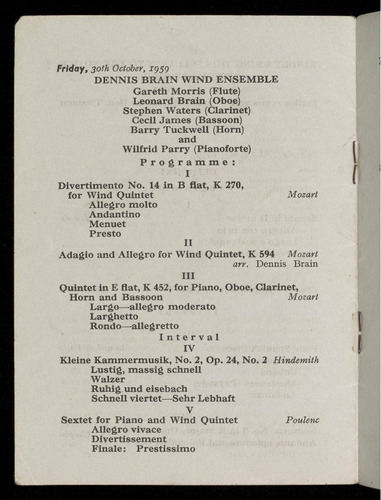 Friday, 30th October, 1959
DENNIS BRAIN WIND ENSEMBLE
Gareth Morris (Flute)
Leonard Brain (Oboe)
Stephen Waters (Clarinet)
Cecil James (Bassoon)
Barry Tuckwell (Horn)
and
Wilfrid Parry (Pianoforte)
Programme:
I
Divertimento No. 14 in B flat, K 270,
for Wind Quintet Mozart
Allegro molto
Andantino
Menuet
Presto
II
Adagio and Allegro for Wind Quintet, K 594 Mozart
arr. Dennis Brain
III
Quintet in E flat, K 452, for Piano, Oboe, Clarinet,
Horn and Bassoon Mozart
Largo—allegro moderato
Larghetto
Rondo—allegretto
Interval
IV
Kleine Kammermusik, No. 2, Op. 24, No. 2 Hindemith
Lustig, massig schnell
Walzer
Ruhig und eisebach
Schnell viertet—Sehr Lebhaft
V
Sextet for Piano and Wind Quintet Poulenc
Allegro vivace
Divertissement
Finale: Prestissimo